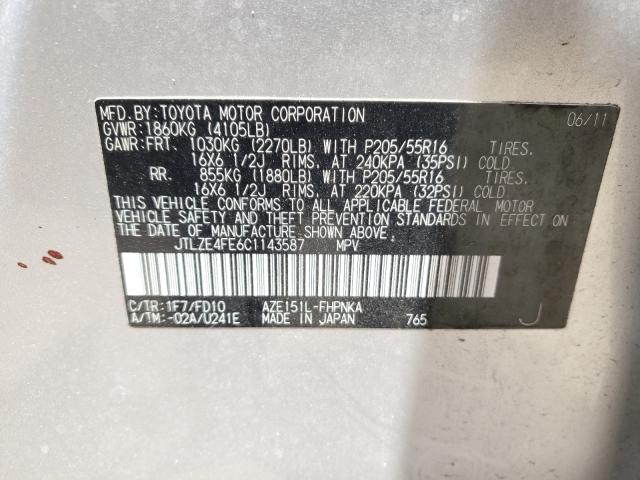 MFD. BY: TOYOTA MOTOR CORPORATION 06/11
GVWR: 1860KG (4105LB)
GAWR: FRT. 1030KG (2270LB) WITH P205/55R16 TIRES.
16X6 1/2J RIMS, AT 240KPA (35PSI) COLD
RR. 855KG (1880LB) WITH P205/55R16 TIRES.
16X6 1/2J RIMS, AT 220KPA (32PSI) COLD
THIS VEHICLE CONFORMS TO ALL APPLICABLE FEDERAL MOTOR
VEHICLE SAFETY AND THEFT PREVENTION STANDARDS IN EFFECT ON
THE DATE OF MANUFACTURE SHOWN ABOVE.
JTLZE4FE6C1143587 MPV
C/TR: 1F7/FD10 AZE151L-FHPNKA
A/TM: -02A/U241E MADE IN JAPAN 765 J